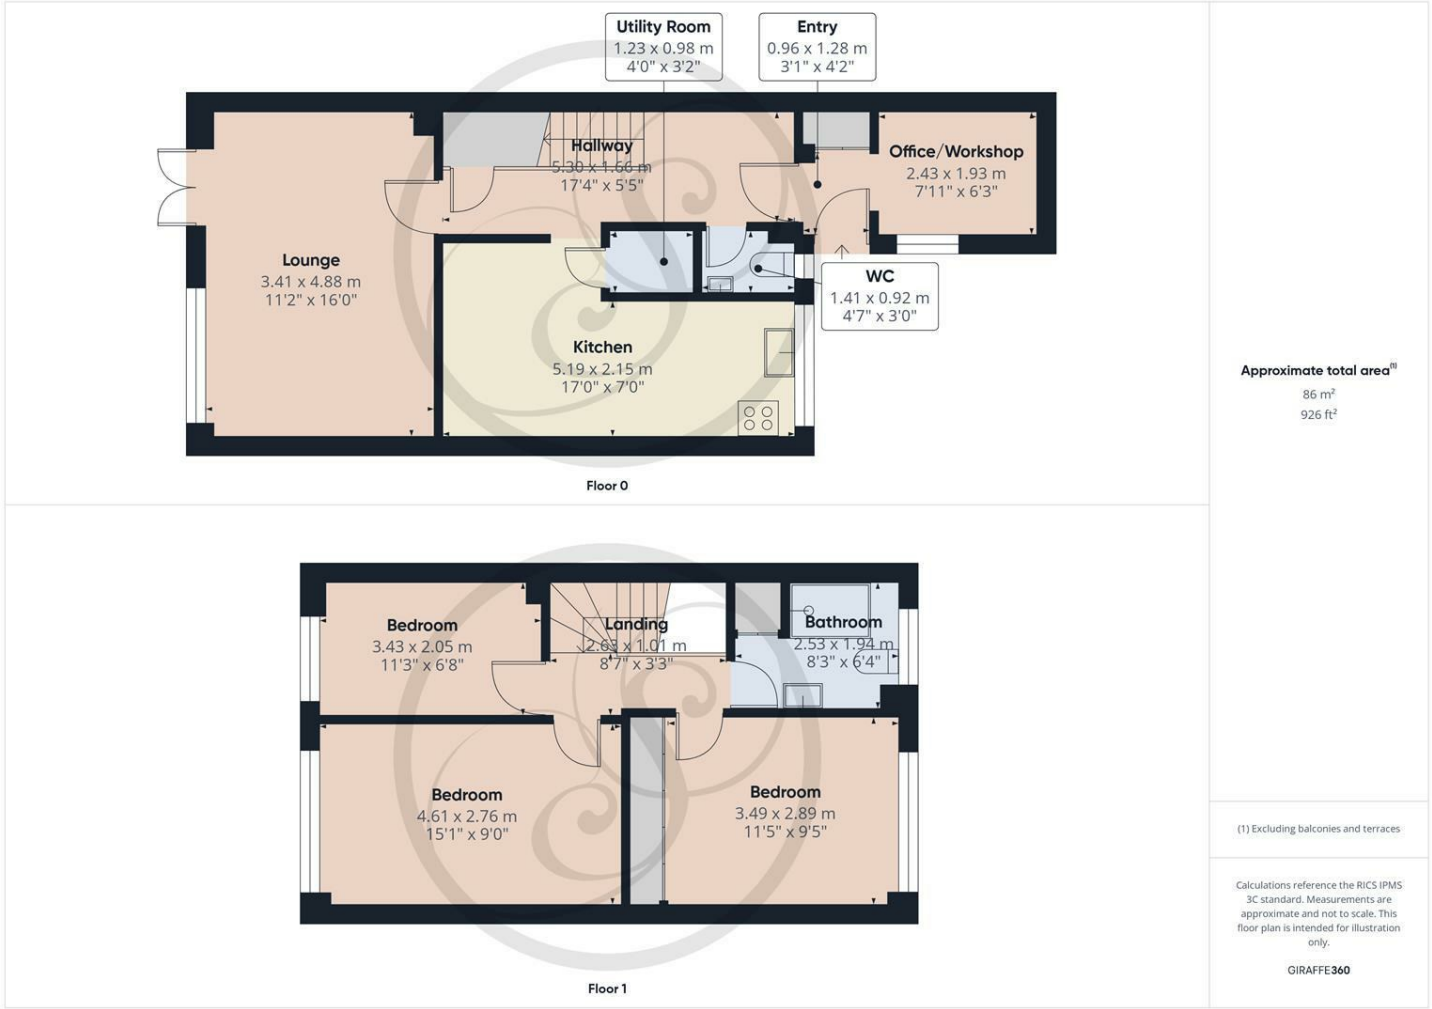 Utility Room
1.23 x 0.98 m
4'0" x 3'2"
Entry
0.96 x 1.28 m
3'1" x 4'2"
Hallway
5.30 x 1.66 m
17'4" x 5'5"
Office/Workshop
2.43 x 1.93 m
7'11" x 6'3"
Lounge
3.41 x 4.88 m
11'2" x 16'0"
WC
1.41 x 0.92 m
4'7" x 3'0"
Kitchen
5.19 x 2.15 m
17'0" x 7'0"
Floor 0
Approximate total area(1)
86 m²
926 ft²
Bedroom
3.43 x 2.05 m
11'3" x 6'8"
Landing
2.63 x 1.01 m
8'7" x 3'3"
Bathroom
2.53 x 1.94 m
8'3" x 6'4"
Bedroom
4.61 x 2.76 m
15'1" x 9'0"
Bedroom
3.49 x 2.89 m
11'5" x 9'5"
Floor 1
(1) Excluding balconies and terraces
Calculations reference the RICS IPMS
3C standard. Measurements are
approximate and not to scale. This
floor plan is intended for illustration
only.
GIRAFFE360